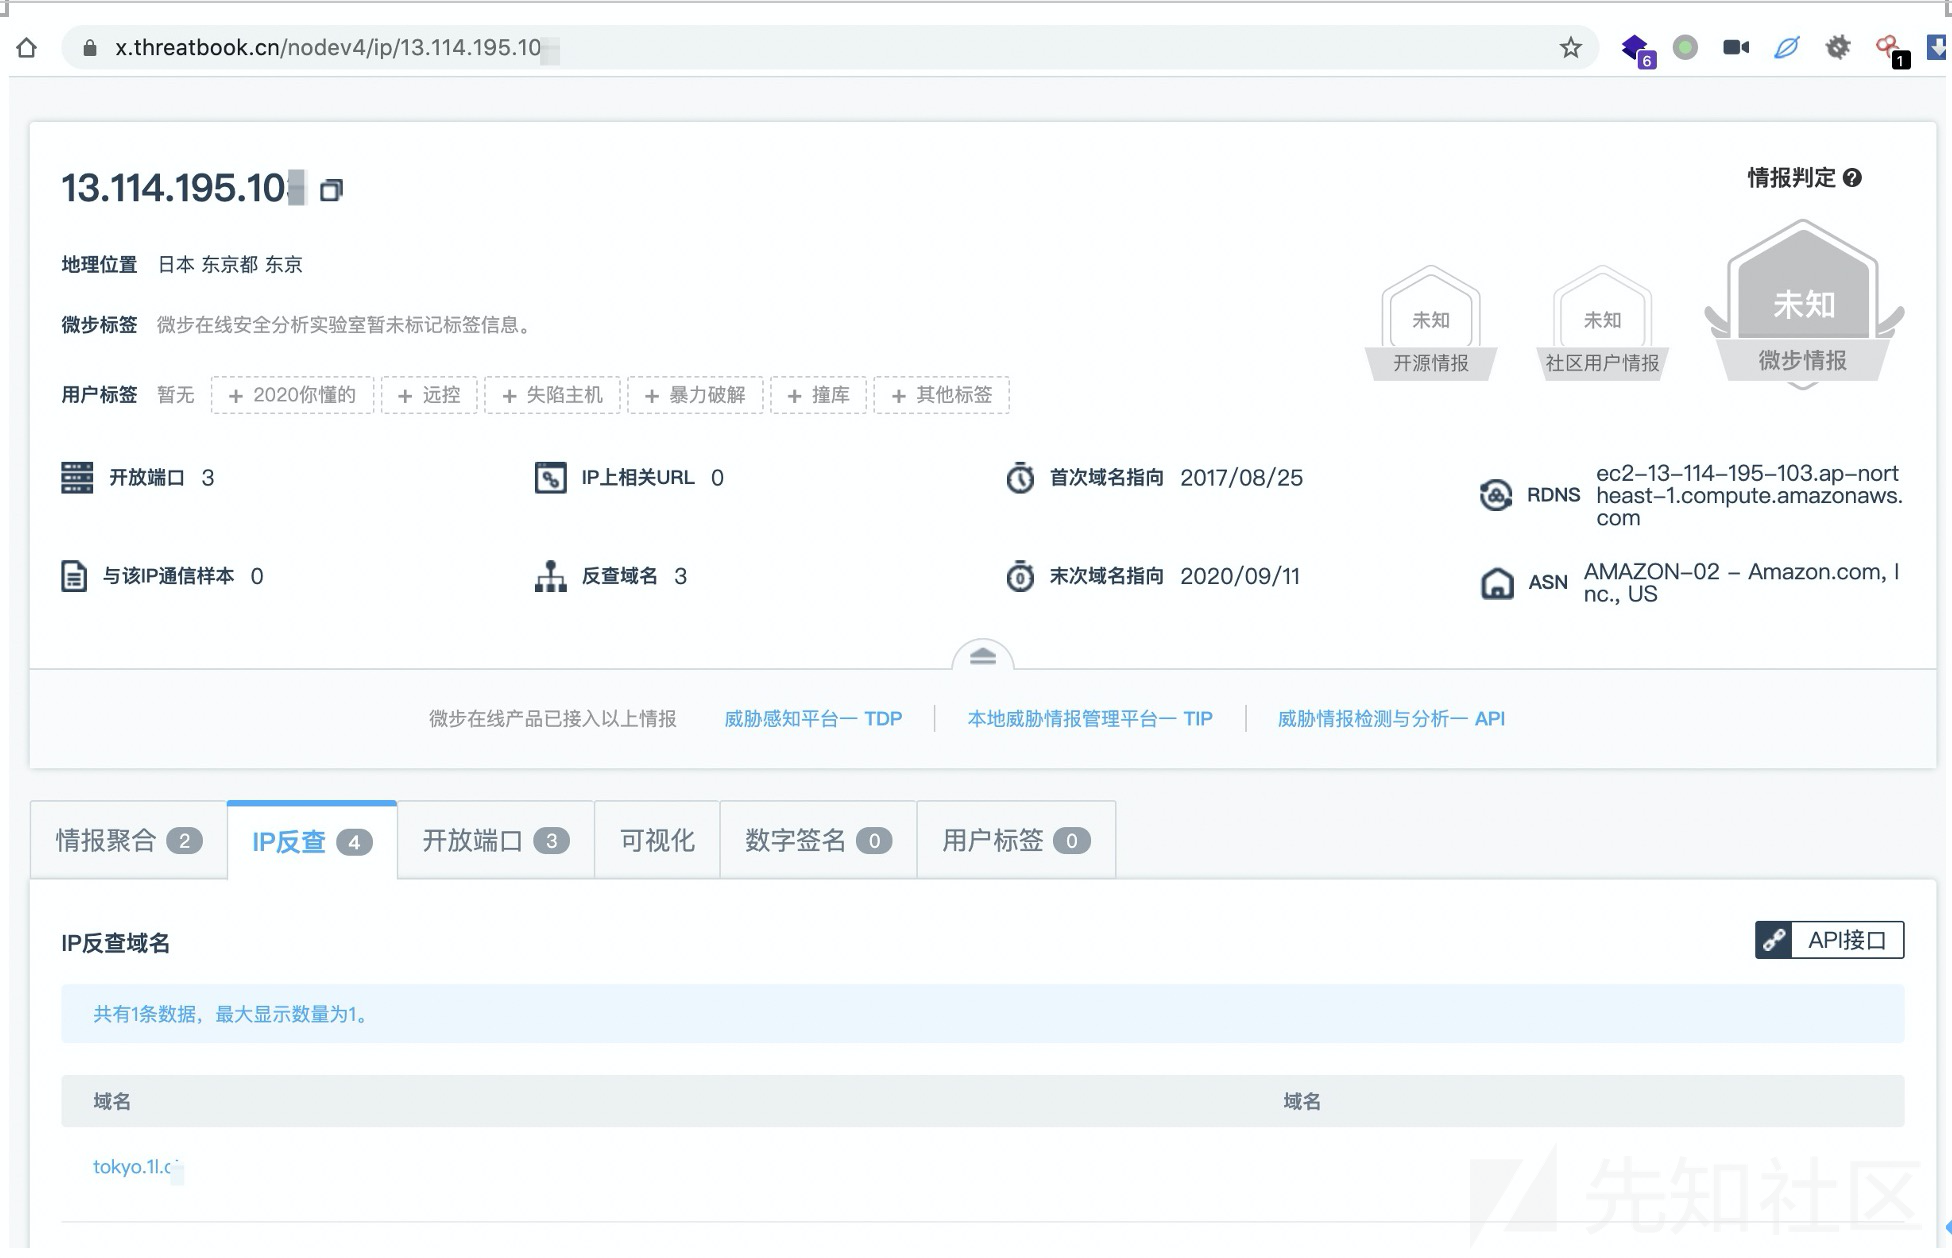 x.threatbook.cn/nodev4/ip/13.114.195.10
6
1
13.114.195.10
情报判定 ?
地理位置 日本 东京都 东京
微步标签 微步在线安全分析实验室暂未标记标签信息。
未知
开源情报
未知
社区用户情报
未知
微步情报
用户标签 暂无 + 2020你懂的 + 远控 + 失陷主机 + 暴力破解 + 撞库 + 其他标签
开放端口 3
IP上相关URL 0
首次域名指向 2017/08/25
RDNS ec2-13-114-195-103.ap-nort
heast-1.compute.amazonaws.
com
与该IP通信样本 0
反查域名 3
末次域名指向 2020/09/11
ASN AMAZON-02 - Amazon.com, I
nc., US
微步在线产品已接入以上情报 威胁感知平台— TDP 本地威胁情报管理平台— TIP 威胁情报检测与分析— API
情报聚合 2 IP反查 4 开放端口 3 可视化 数字签名 0 用户标签 0
IP反查域名
API接口
共有1条数据，最大显示数量为1。
域名 域名
tokyo.1l.
先知社区